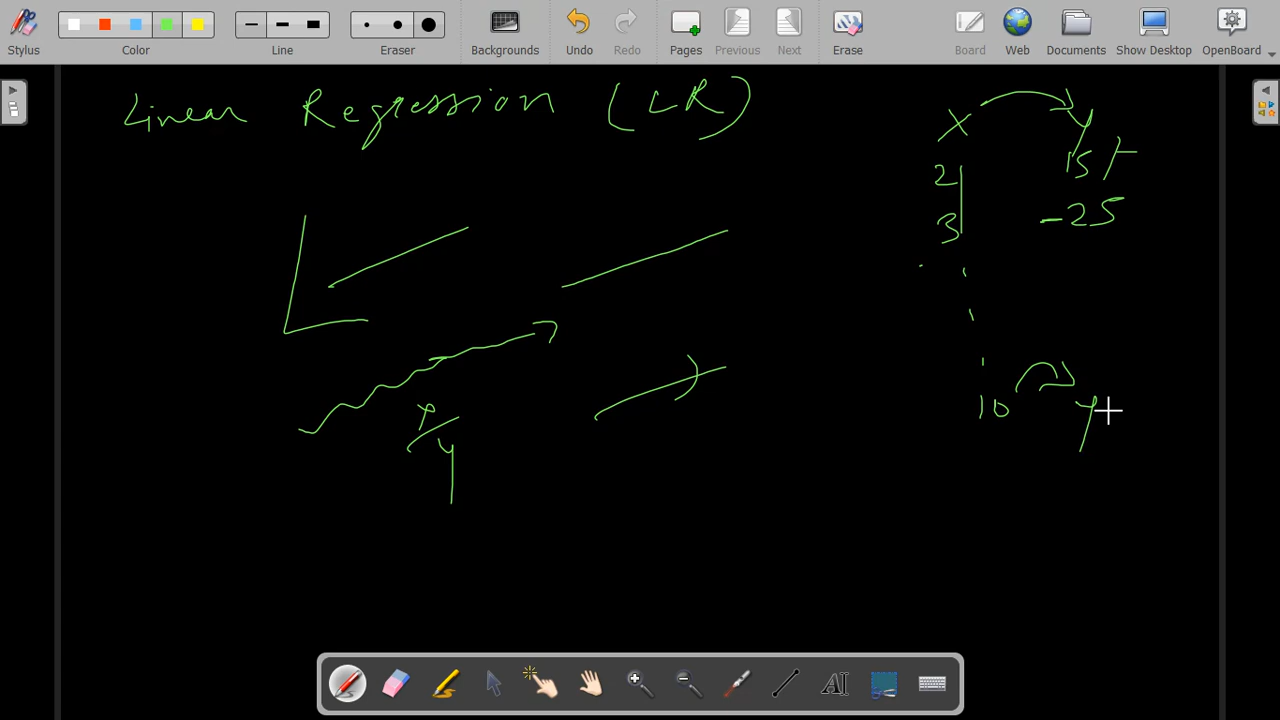 Stylus
Color
Line
Eraser
Backgrounds
Undo
Redo
Pages
Previous
Next
Erase
Board
Web
Documents
Show Desktop
OpenBoard
Linear Regression (LR)
X Y
2 15
3 -25
10 Y
Y